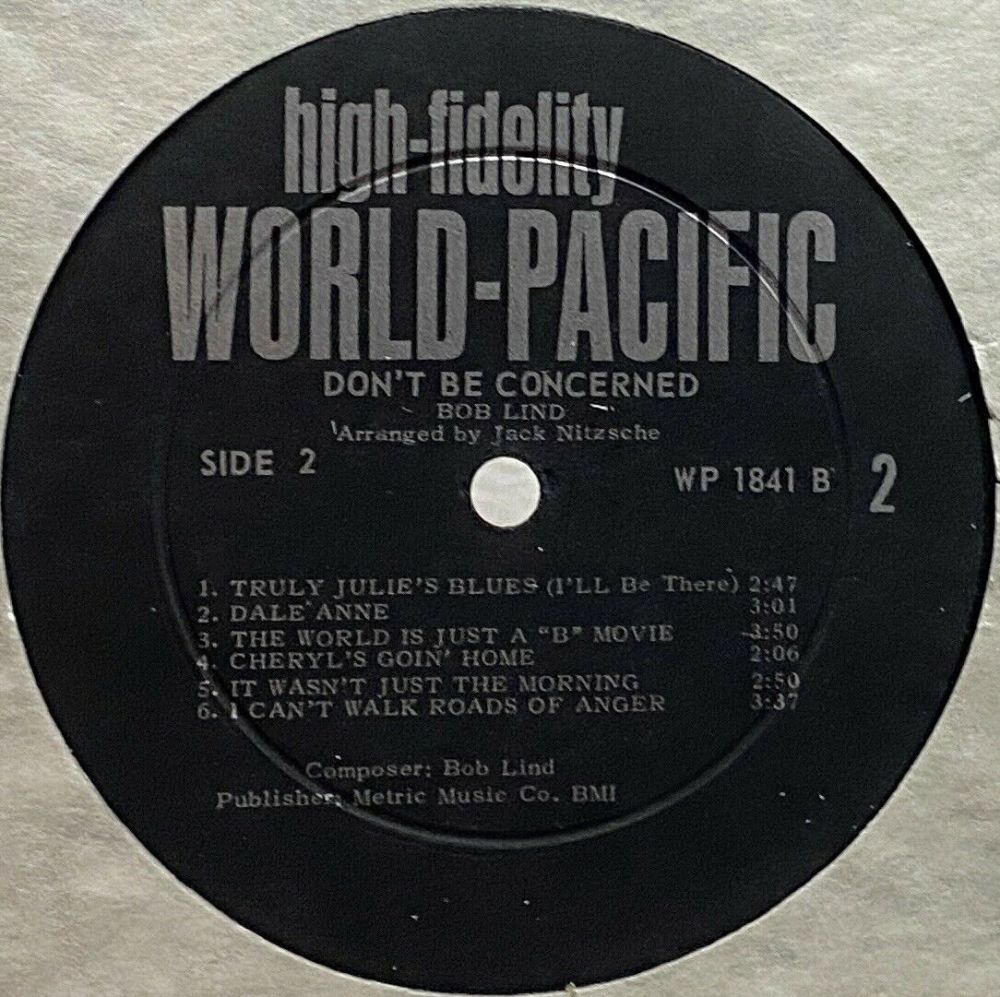 high-fidelity
WORLD-PACIFIC
DON'T BE CONCERNED
BOB LIND
Arranged by Jack Nitzsche
SIDE 2 WP 1841 B 2
1. TRULY JULIE'S BLUES (I'LL Be There) 2:47
2. DALE ANNE 3:01
3. THE WORLD IS JUST A "B" MOVIE 3:50
4. CHERYL'S GOIN' HOME 2:06
5. IT WASN'T JUST THE MORNING 2:50
6. I CAN'T WALK ROADS OF ANGER 3:37
Composer: Bob Lind
Publisher: Metric Music Co. BMI